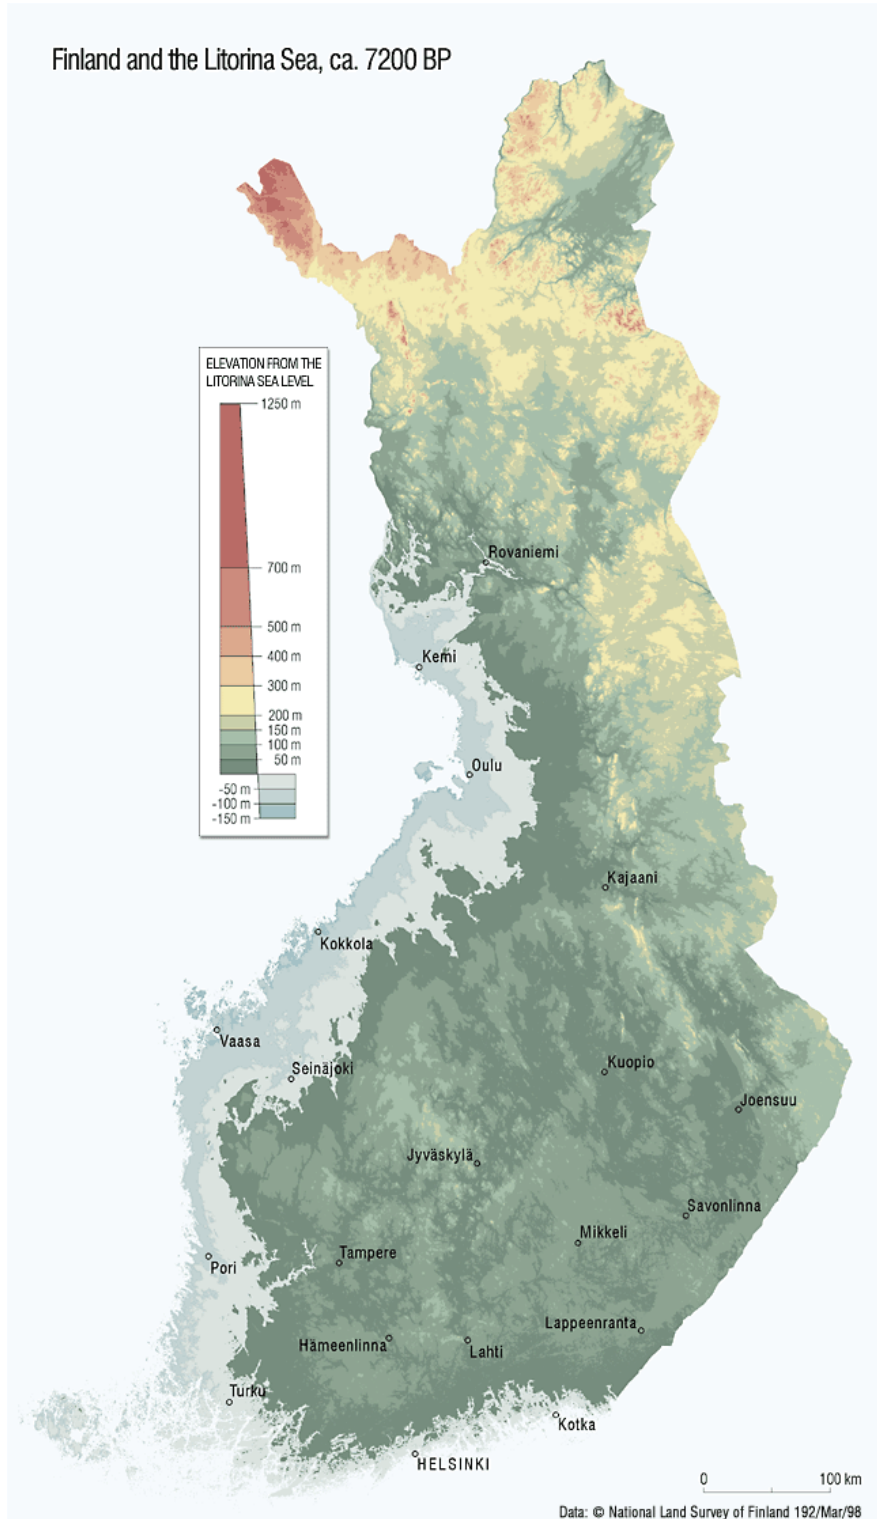 Finland and the Litorina Sea, ca. 7200 BP
ELEVATION FROM THE
LITORINA SEA LEVEL
1250 m
700 m
500 m
400 m
300 m
200 m
150 m
100 m
50 m
-50 m
-100 m
-150 m
Rovaniemi
Kemi
Oulu
Kajaani
Kokkola
Vaasa
Seinäjoki
Kuopio
Joensuu
Jyväskylä
Savonlinna
Mikkeli
Tampere
Pori
Lappeenranta
Hämeenlinna
Lahti
Turku
Kotka
HELSINKI
0 100 km
Data: © National Land Survey of Finland 192/Mar/98